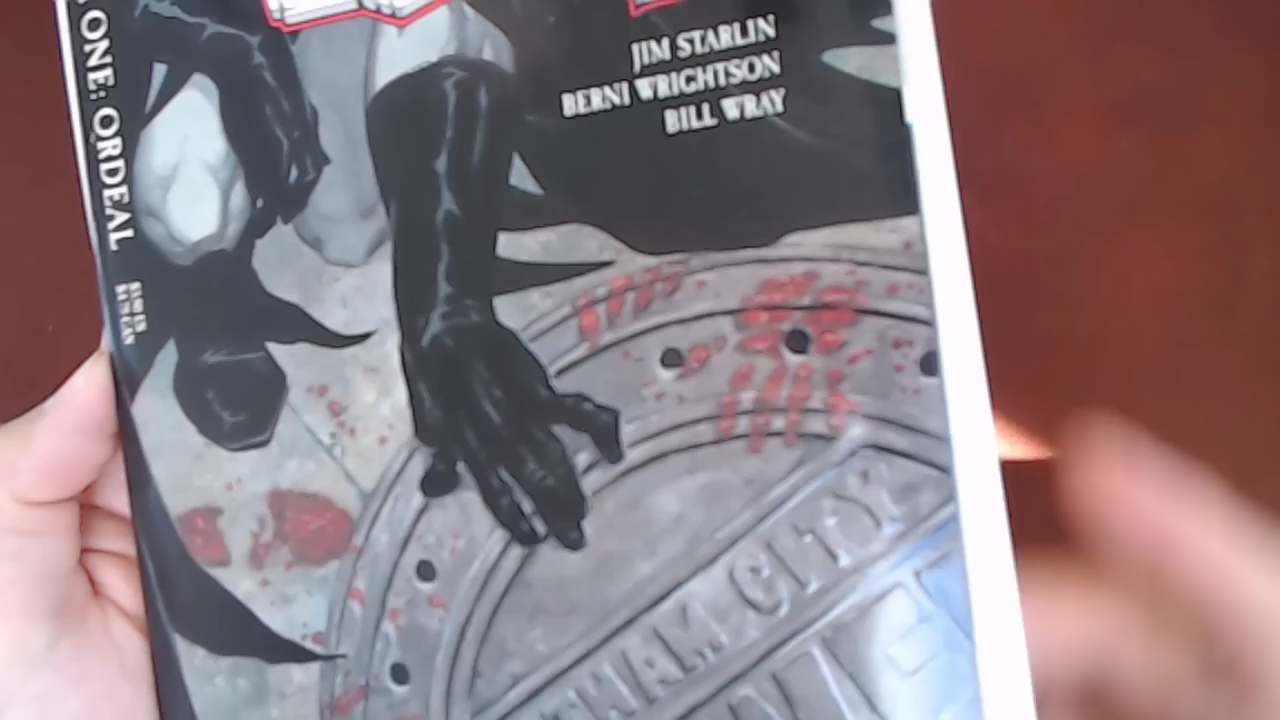 JIM STARLIN
BERNI WRIGHTSON
BILL WRAY
ONE: ORDEAL
THAM CITY